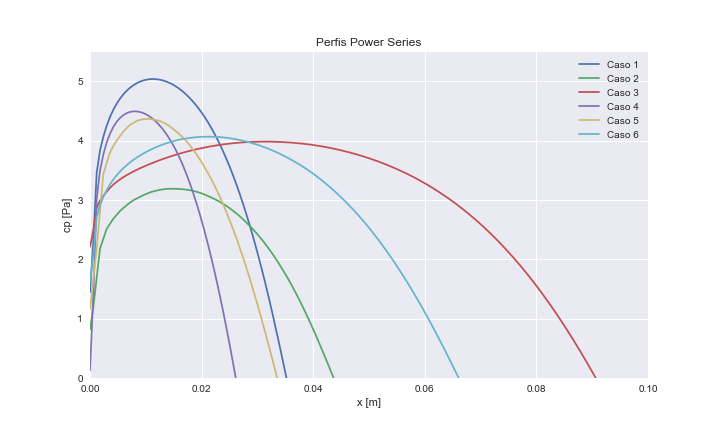 Perfis Power Series
Caso 1
Caso 2
Caso 3
Caso 4
Caso 5
Caso 6
cp [Pa]
5
4
3
2
1
0
0.00 0.02 0.04 0.06 0.08 0.10
x [m]